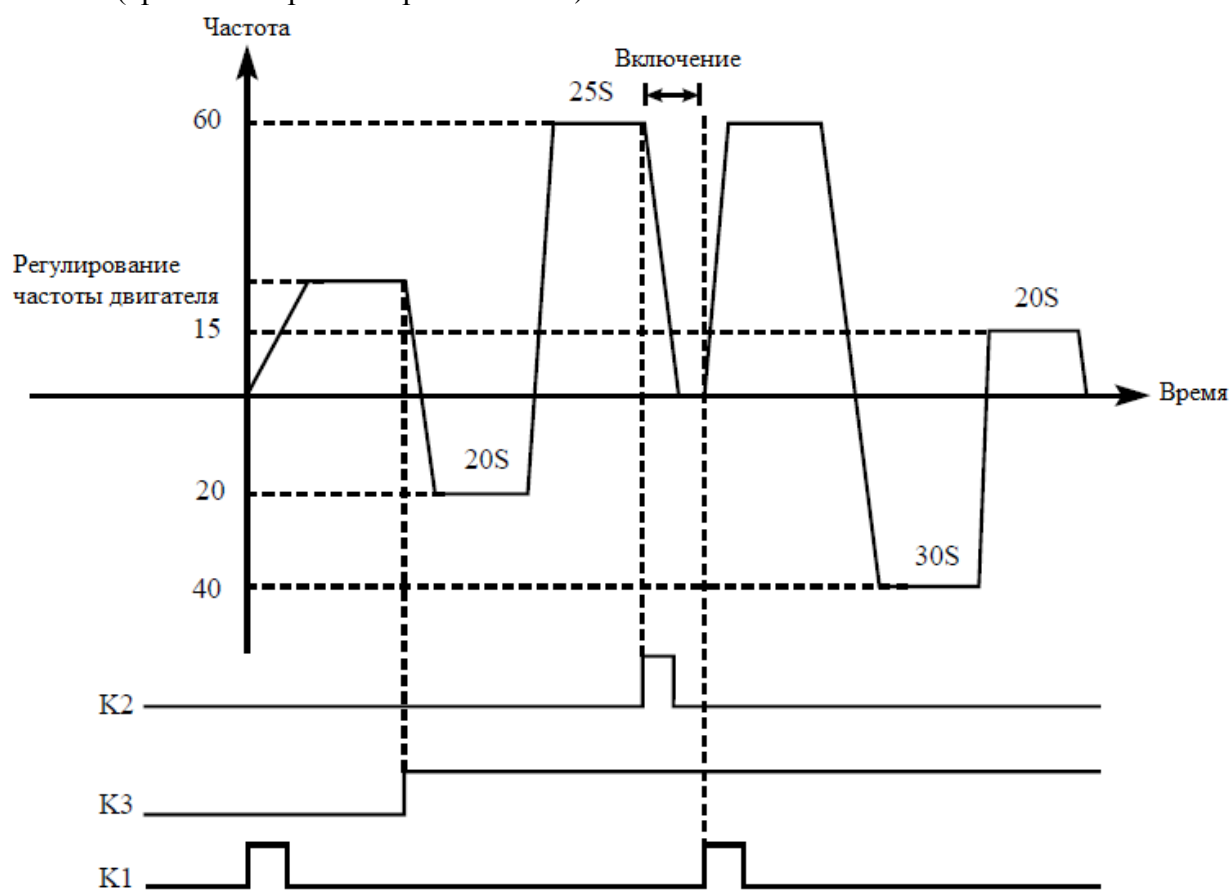 Частота
Включение
25S
60
Регулирование
частоты двигателя
15
20S
Время
20S
20
30S
40
K2
K3
K1